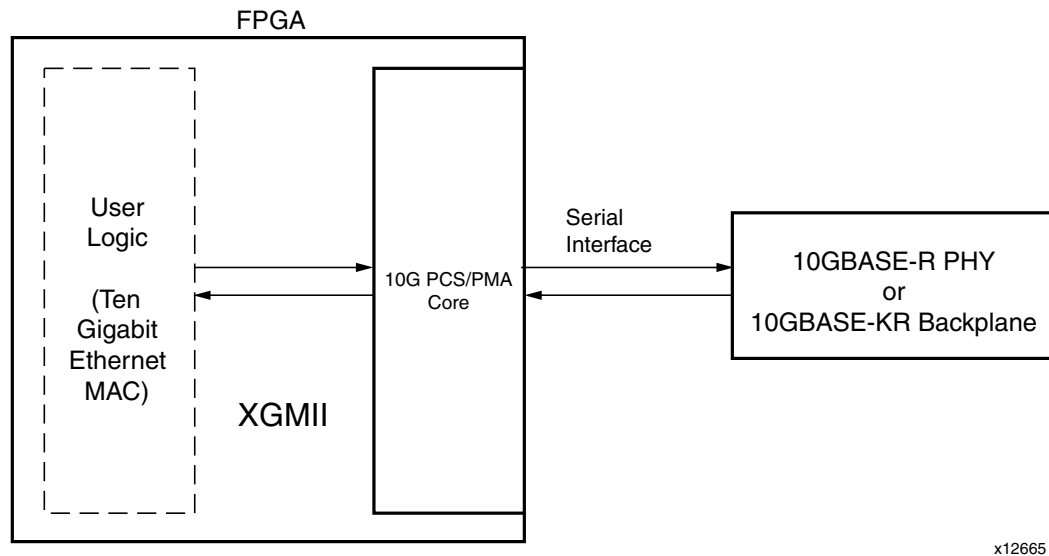 FPGA
User
Logic
(Ten
Gigabit
Ethernet
MAC)
XGMII
10G PCS/PMA
Core
Serial
Interface
10GBASE-R PHY
or
10GBASE-KR Backplane
x12665